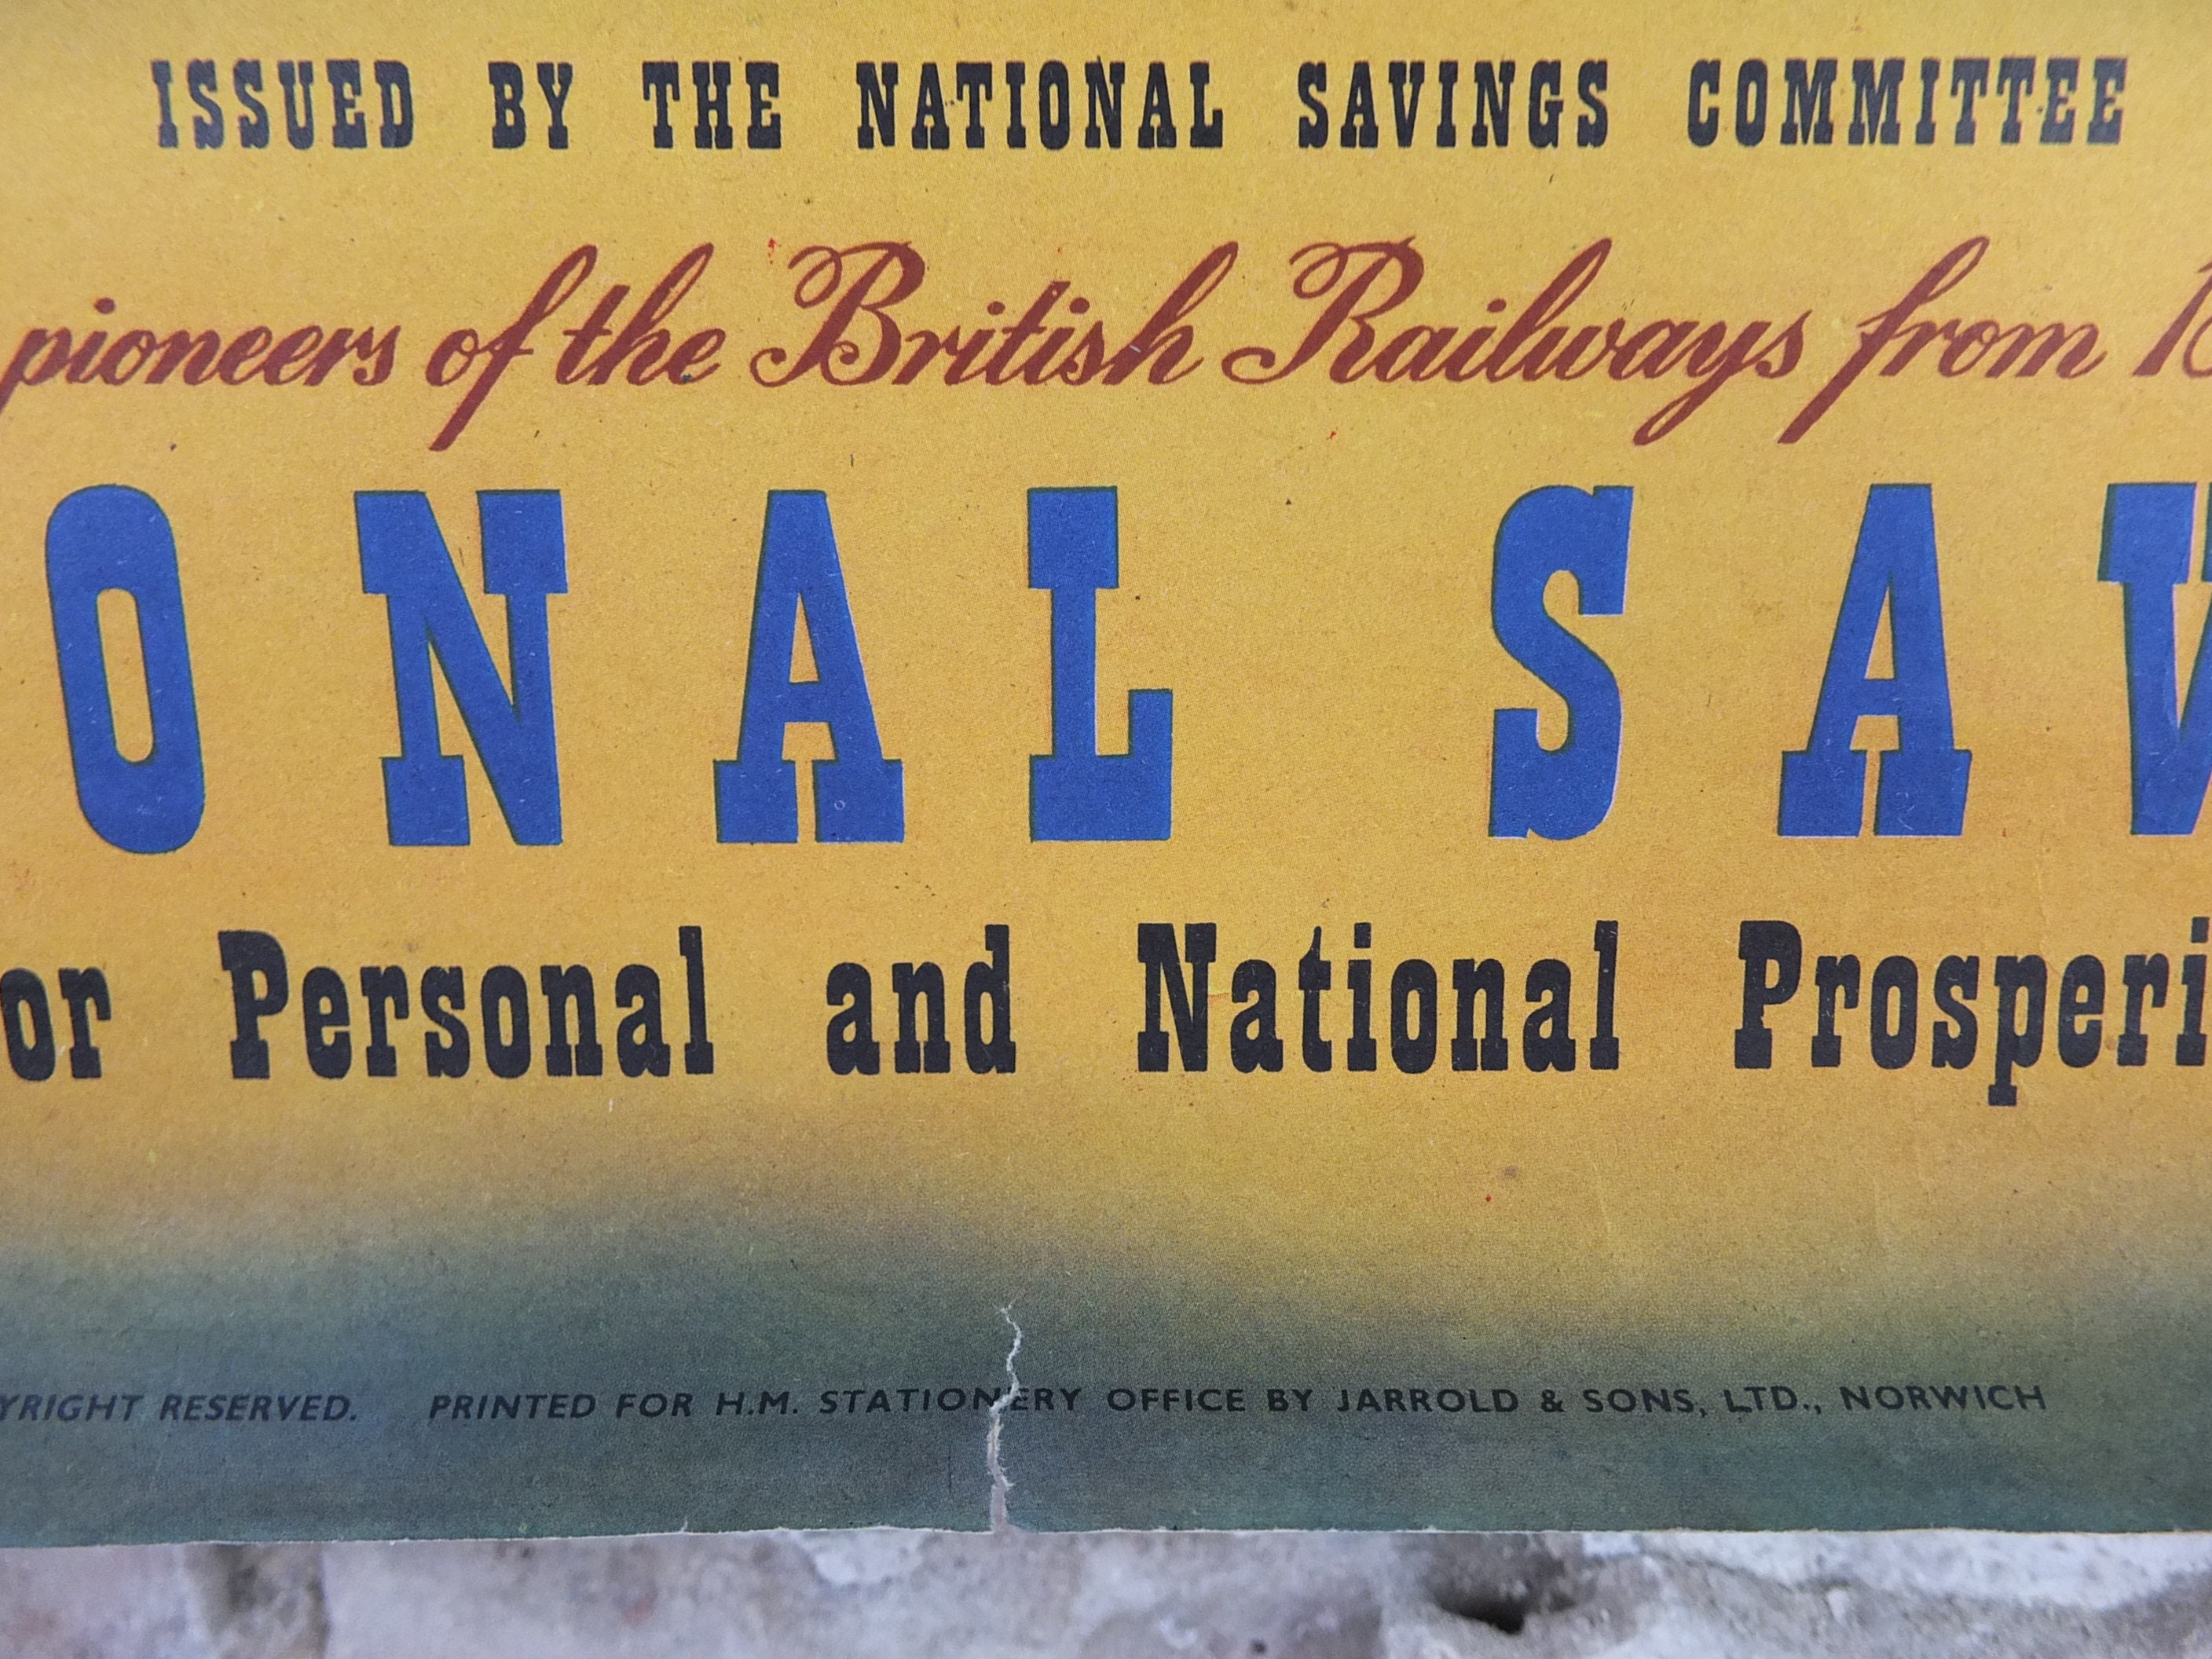 ISSUED BY THE NATIONAL SAVINGS COMMITTEE
pioneers of the British Railways from 1
ONAL SAV
or Personal and National Prosperi
YRIGHT RESERVED. PRINTED FOR H.M. STATIONERY OFFICE BY JARROLD & SONS, LTD., NORWICH